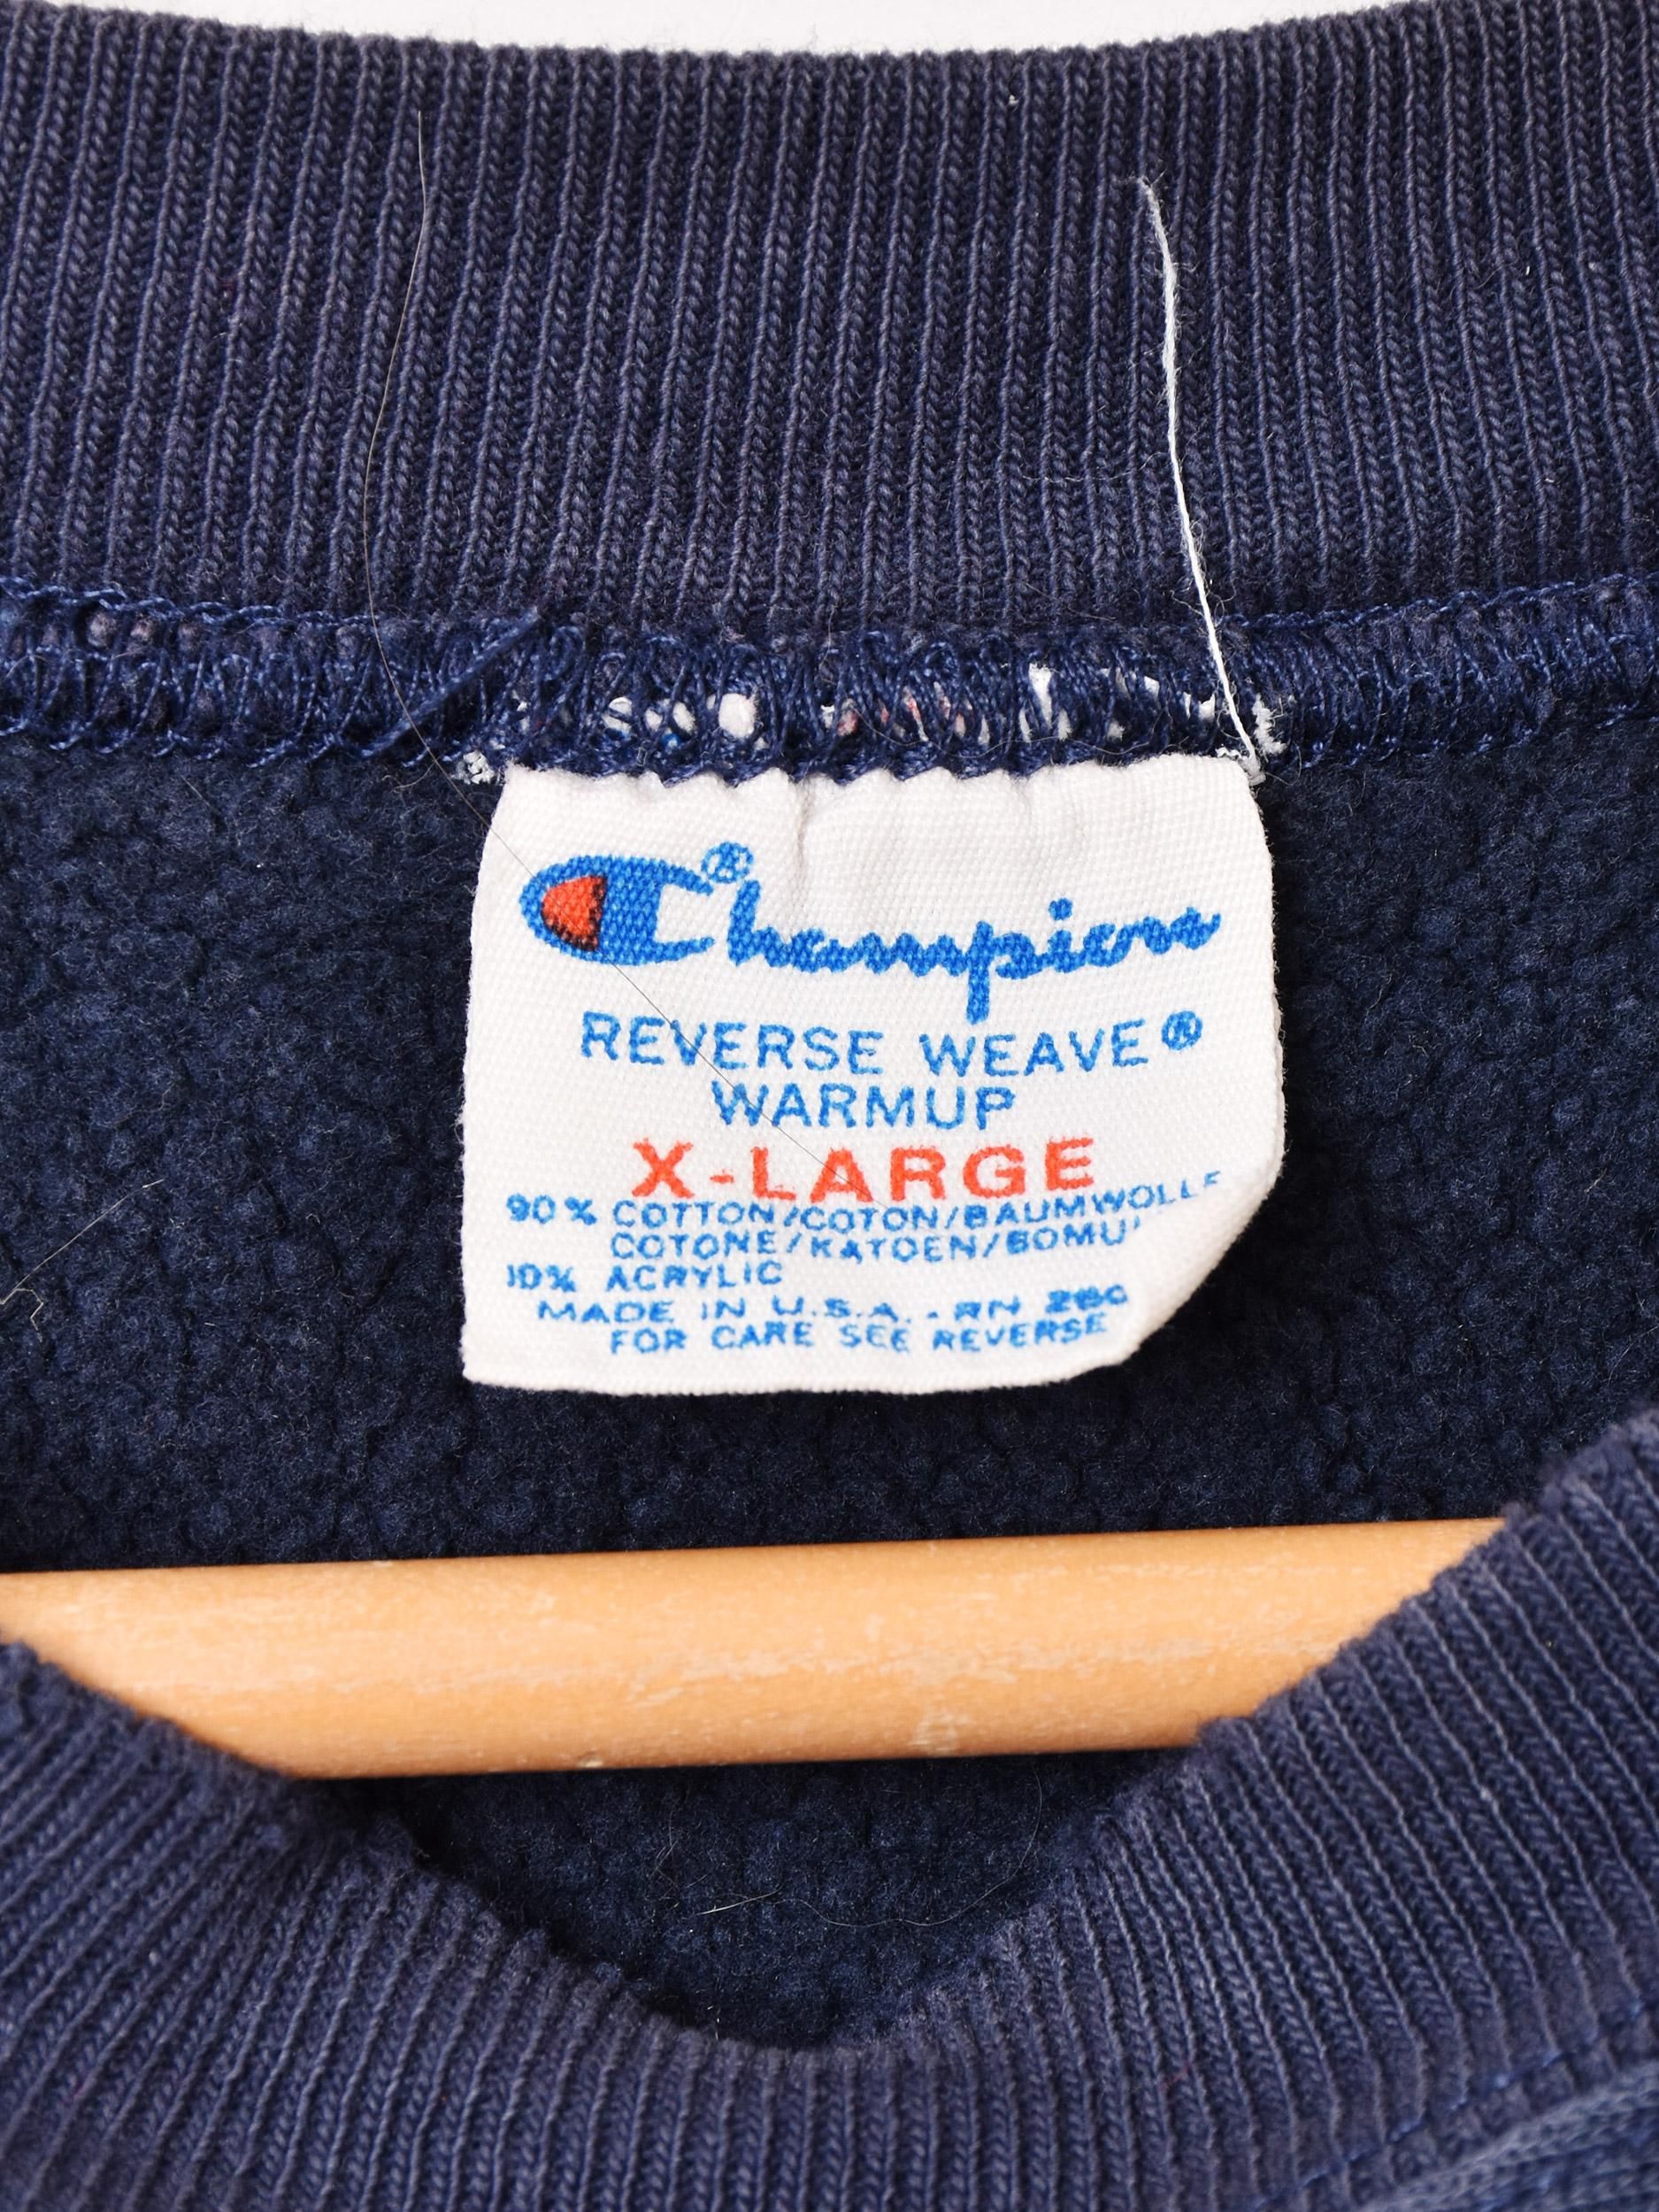 Champion®
REVERSE WEAVE®
WARMUP
X-LARGE
90% COTTON/COTON/BAUMWOLLE
COTONE/KATOEN/BOMU
10% ACRYLIC
MADE IN U.S.A. - RN
FOR CARE SEE REVERSE